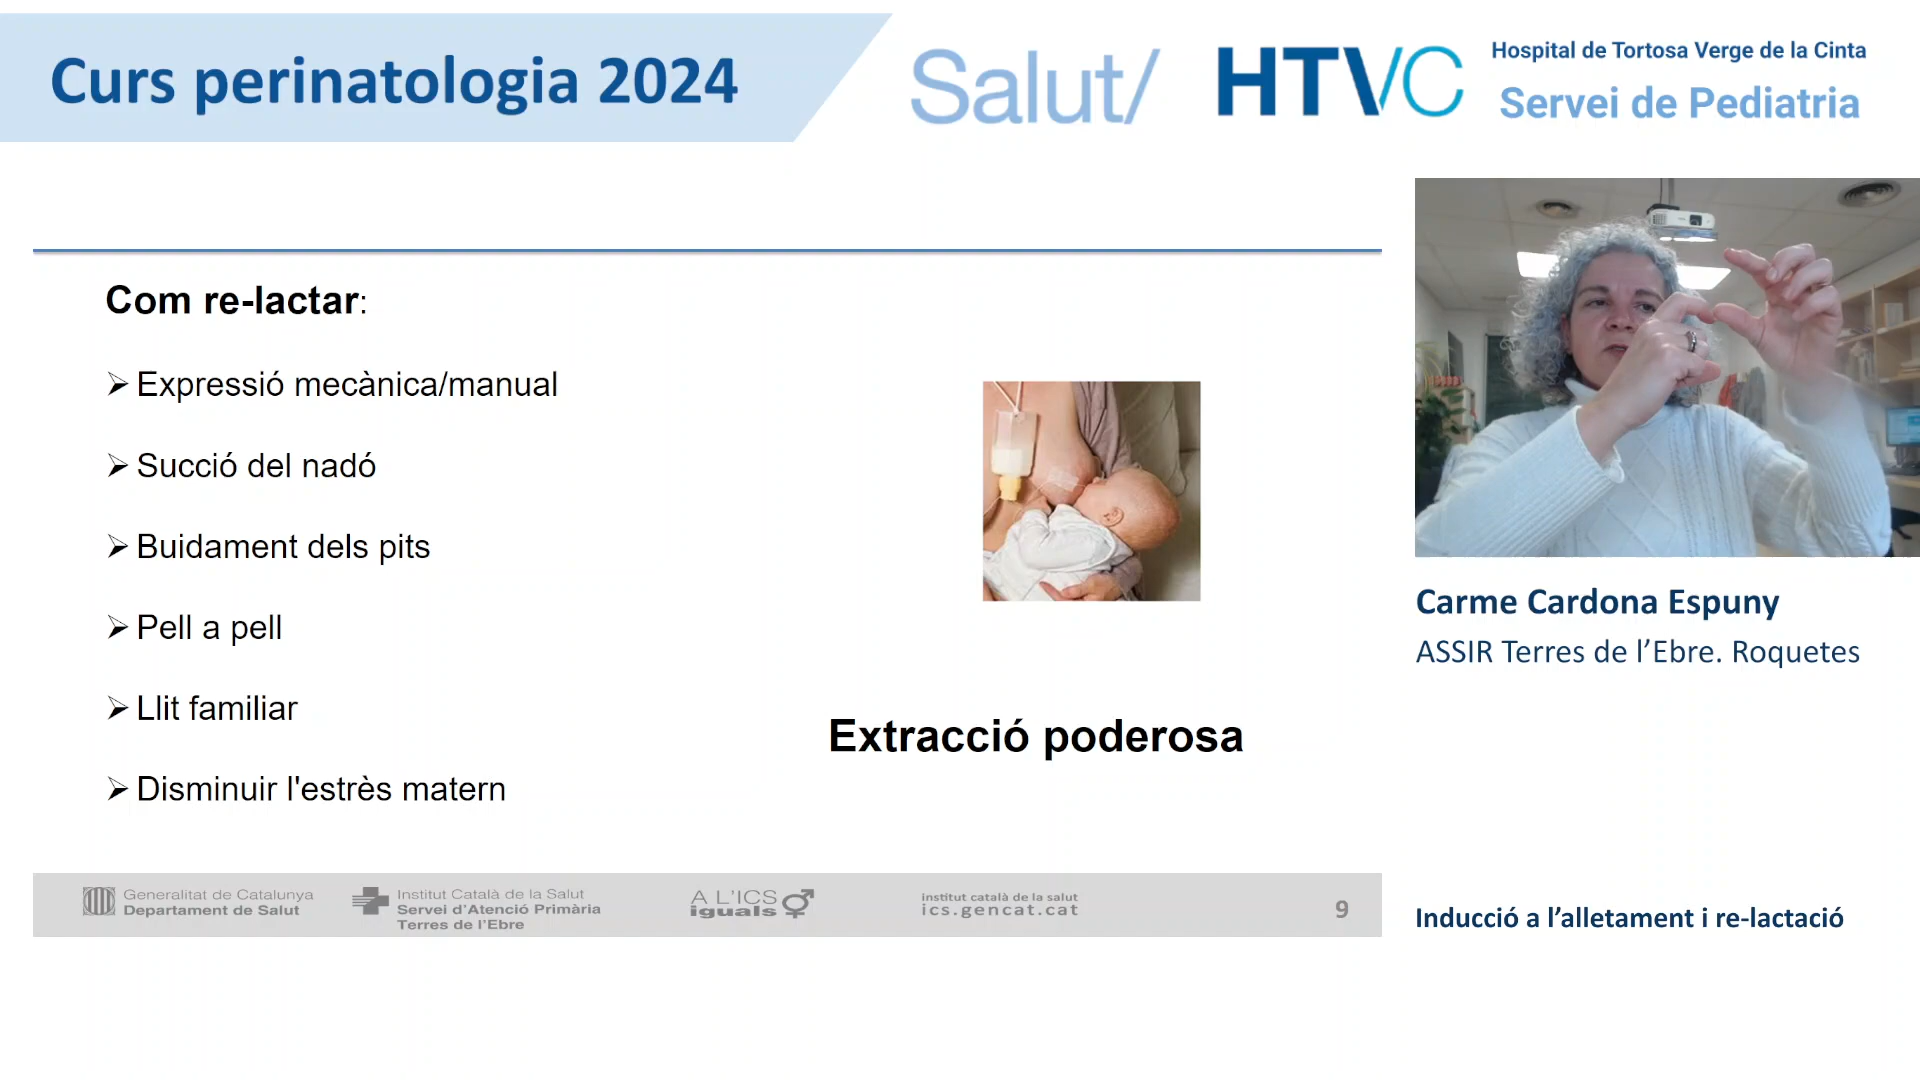 Curs perinatologia 2024
Salut/
HTVC
Hospital de Tortosa Verge de la Cinta
Servei de Pediatria
Com re-lactar:
Expressió mecànica/manual
Succió del nadó
Buidament dels pits
Pell a pell
Llit familiar
Disminuir l'estrès matern
Extracció poderosa
Carme Cardona Espuny
ASSIR Terres de l’Ebre. Roquetes
Generalitat de Catalunya
Departament de Salut
Institut Català de la Salut
Servei d'Atenció Primària
Terres de l'Ebre
A L'ICS
iguals
institut català de la salut
ics.gencat.cat
9
Inducció a l’alletament i re-lactació